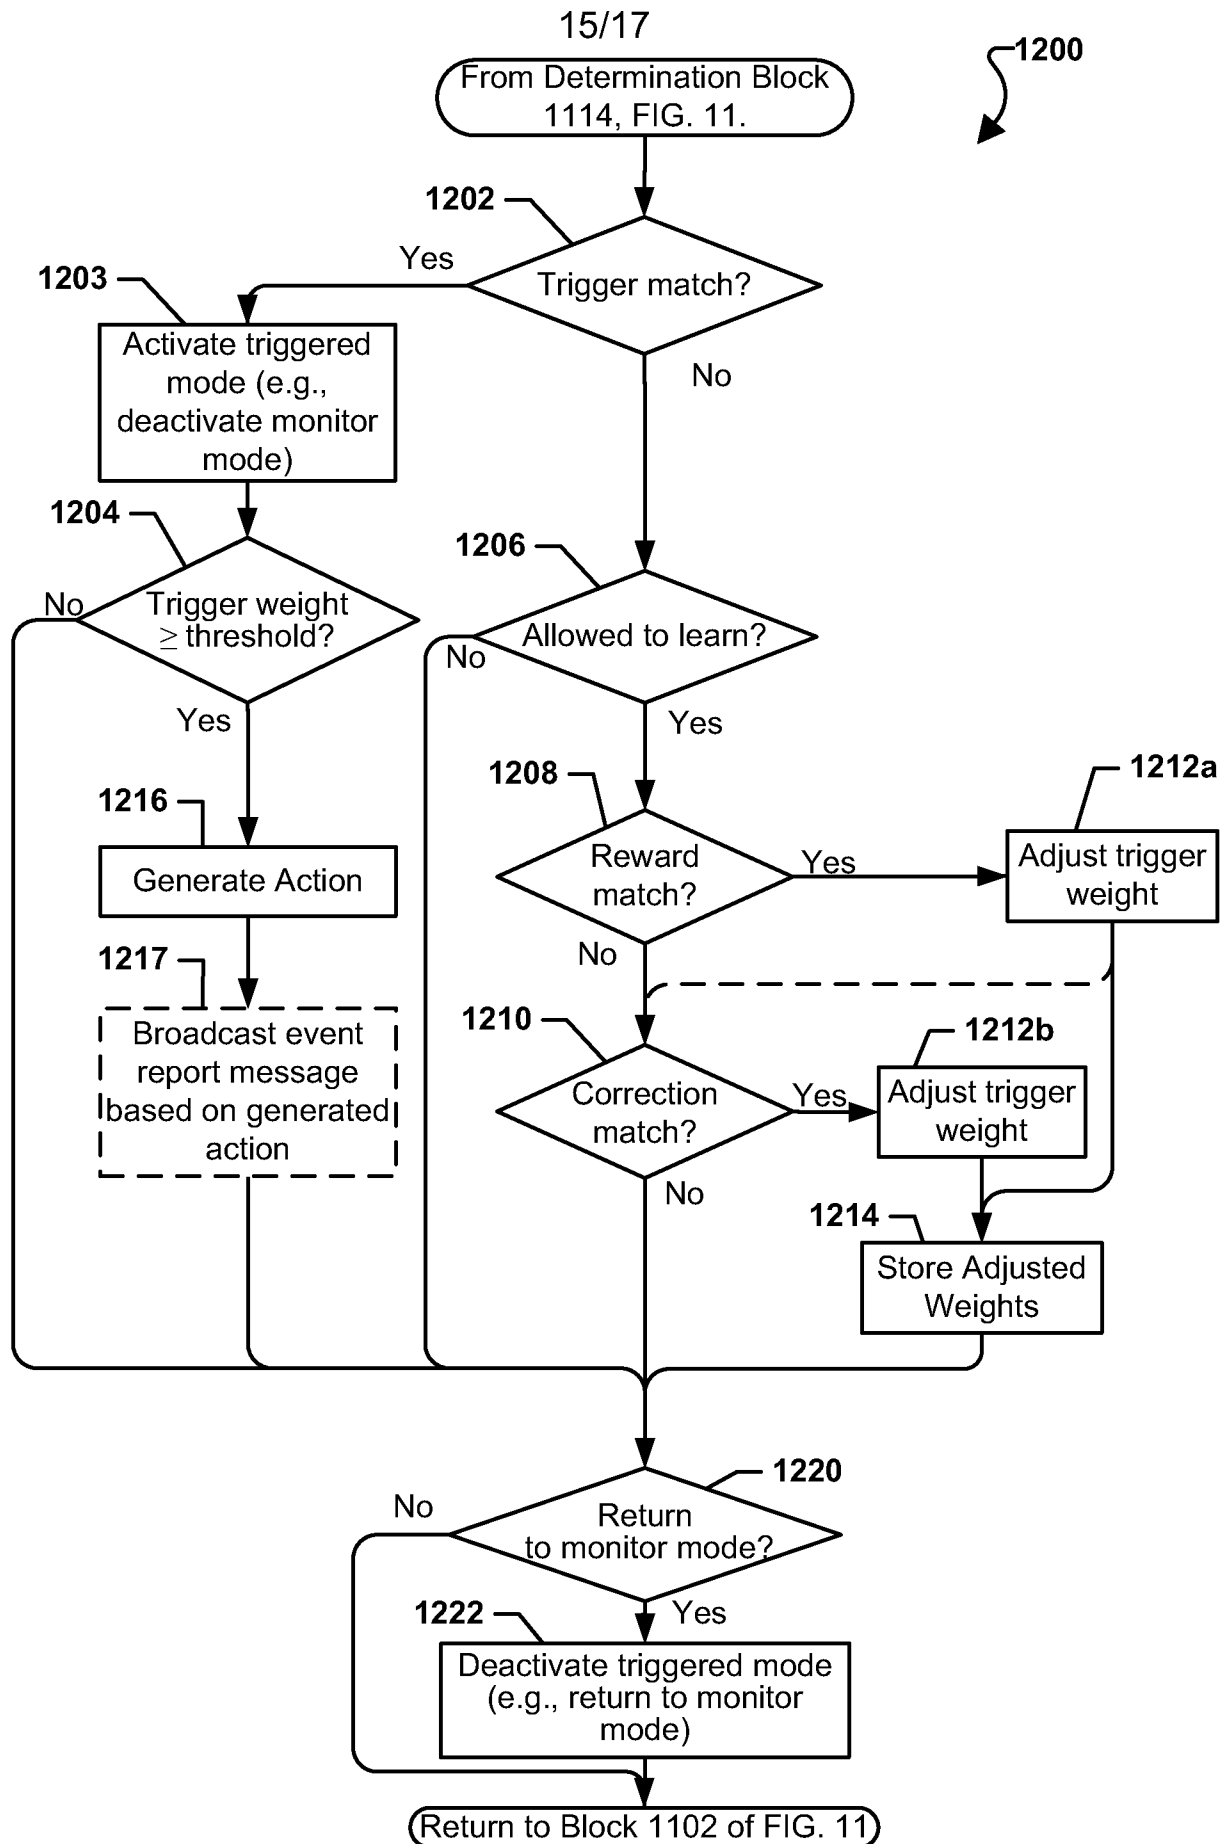 15/17
1200
From Determination Block
1114, FIG. 11.
1202
Trigger match?
Yes
No
1203
Activate triggered
mode (e.g.,
deactivate monitor
mode)
1204
Trigger weight
≥ threshold?
No
Yes
1206
Allowed to learn?
No
Yes
1208
Reward
match?
Yes
No
1212a
Adjust trigger
weight
1216
Generate Action
1217
Broadcast event
report message
based on generated
action
1210
Correction
match?
Yes
No
1212b
Adjust trigger
weight
1214
Store Adjusted
Weights
1220
Return
to monitor mode?
No
Yes
1222
Deactivate triggered mode
(e.g., return to monitor
mode)
Return to Block 1102 of FIG. 11